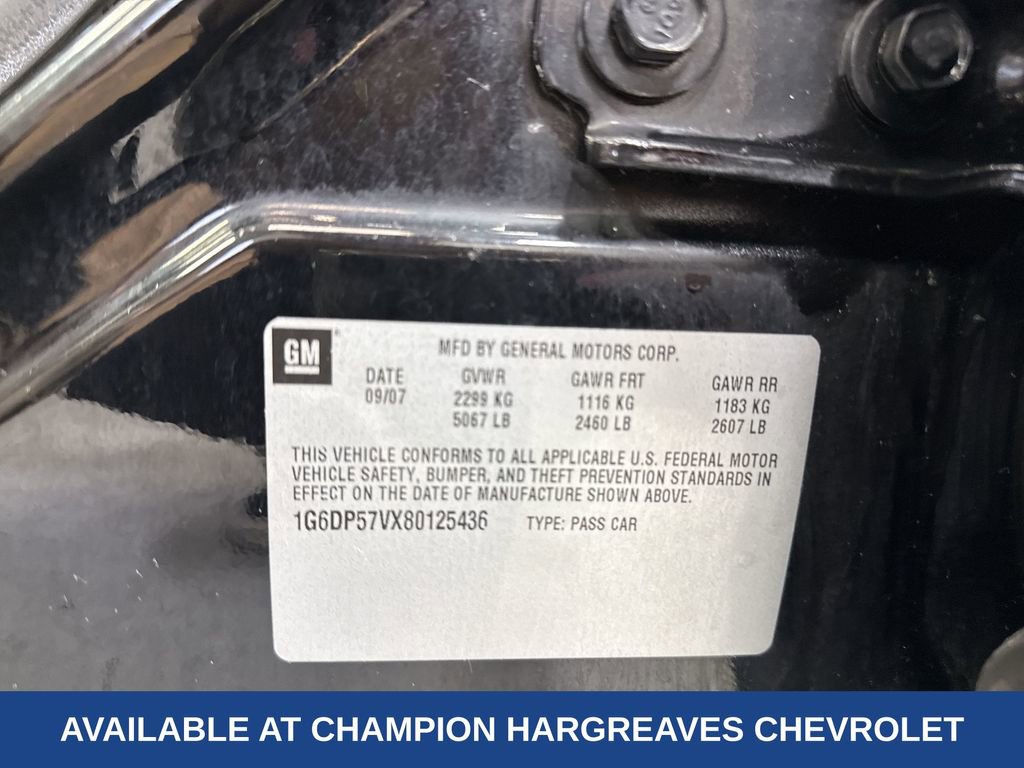 GM
MFD BY GENERAL MOTORS CORP.
DATE GVWR GAWR FRT GAWR RR
09/07 2299 KG 1116 KG 1183 KG
5067 LB 2460 LB 2607 LB
THIS VEHICLE CONFORMS TO ALL APPLICABLE U.S. FEDERAL MOTOR
VEHICLE SAFETY, BUMPER, AND THEFT PREVENTION STANDARDS IN
EFFECT ON THE DATE OF MANUFACTURE SHOWN ABOVE.
1G6DP57VX80125436 TYPE: PASS CAR
AVAILABLE AT CHAMPION HARGREAVES CHEVROLET